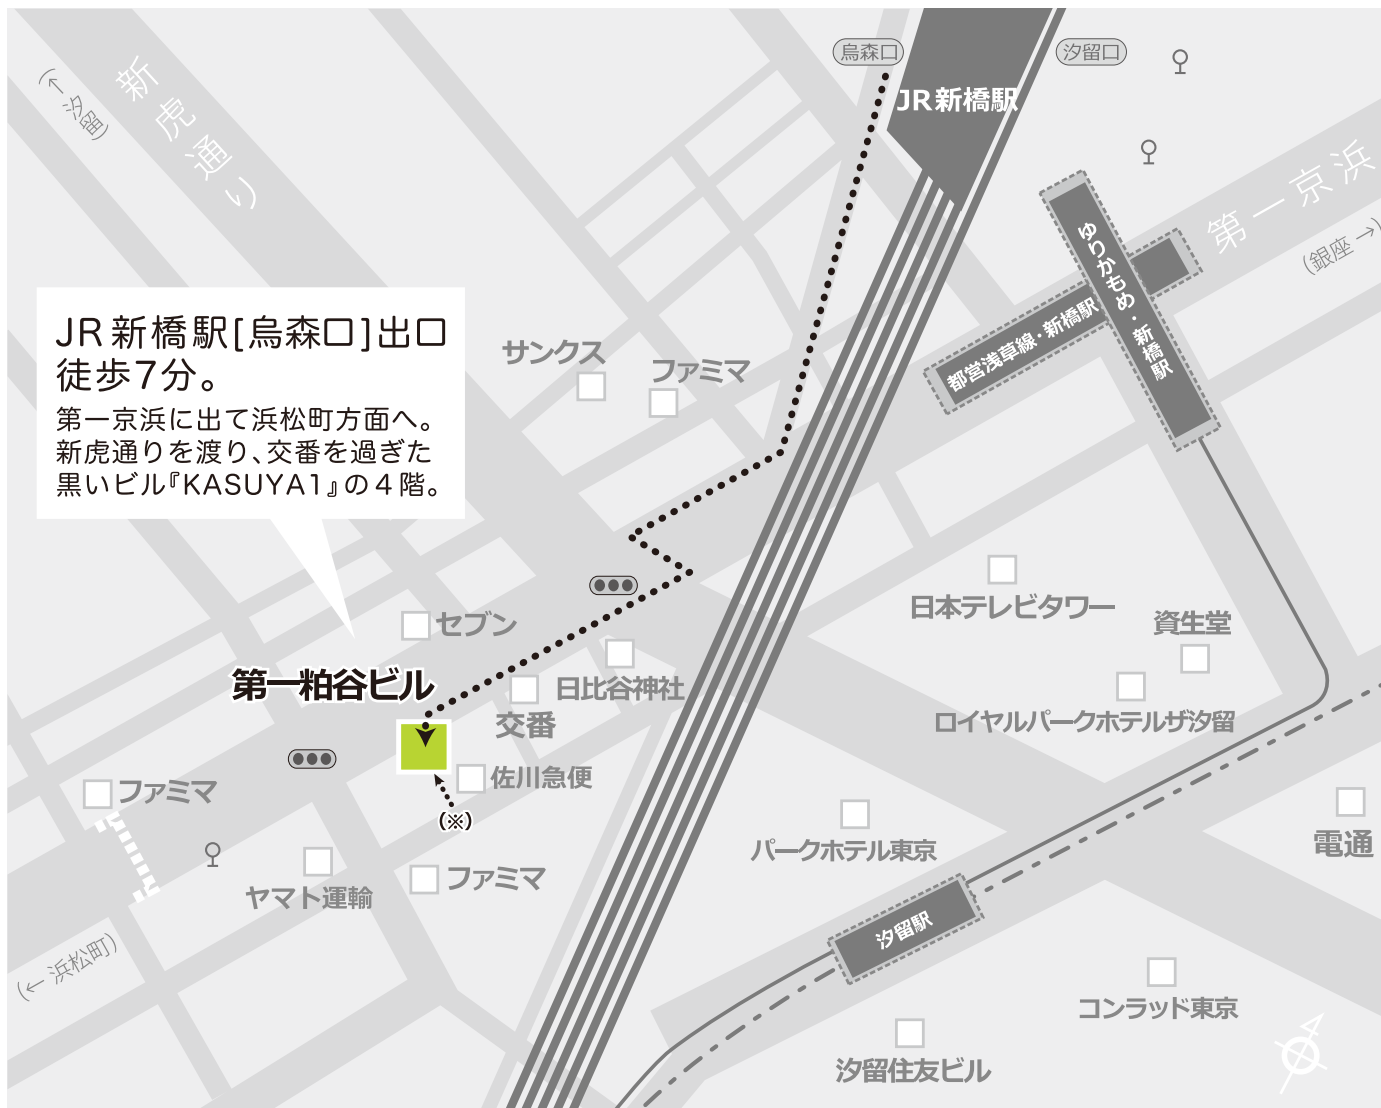 烏森口
汐留口
JR新橋駅
(←汐留)
新虎通り
第一京浜
(銀座→)
ゆりかもめ・新橋駅
都営浅草線・新橋駅
JR新橋駅[烏森口]出口
徒歩7分。
第一京浜に出て浜松町方面へ。
新虎通りを渡り、交番を過ぎた
黒いビル『KASUYA1』の4階。
サンクス
ファミマ
日本テレビタワー
資生堂
セブン
第一粕谷ビル
日比谷神社
交番
ロイヤルパークホテルザ汐留
佐川急便
ファミマ
(※)
パークホテル東京
電通
ファミマ
ヤマト運輸
汐留駅
(←浜松町)
コンラッド東京
汐留住友ビル